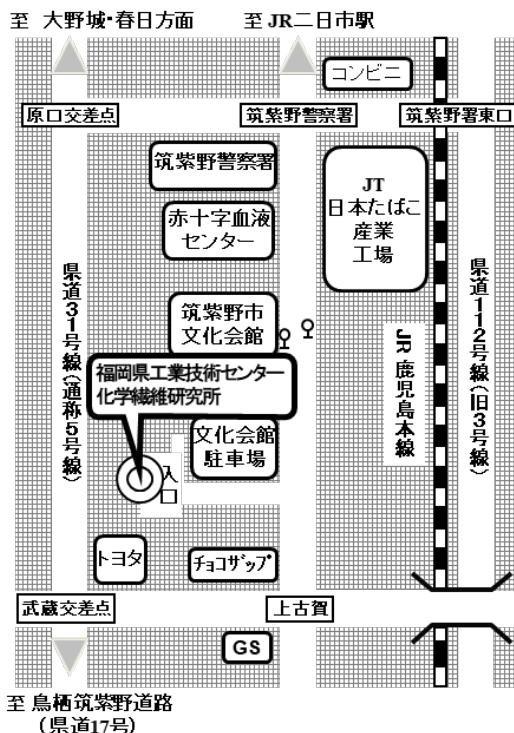 至 大野城・春日方面
至 JR二日市駅
コンビニ
原口交差点
筑紫野警察署
筑紫野署東口
筑紫野警察署
JT
日本たばこ
産業
工場
赤十字血液
センター
県道31号線(通称5号線)
筑紫野市
文化会館
県道112号線(旧3号線)
JR 鹿児島本線
福岡県工業技術センター
化学繊維研究所
文化会館
駐車場
入口
トヨタ
チョコザップ
武蔵交差点
上古賀
GS
至 鳥栖筑紫野道路
(県道17号)